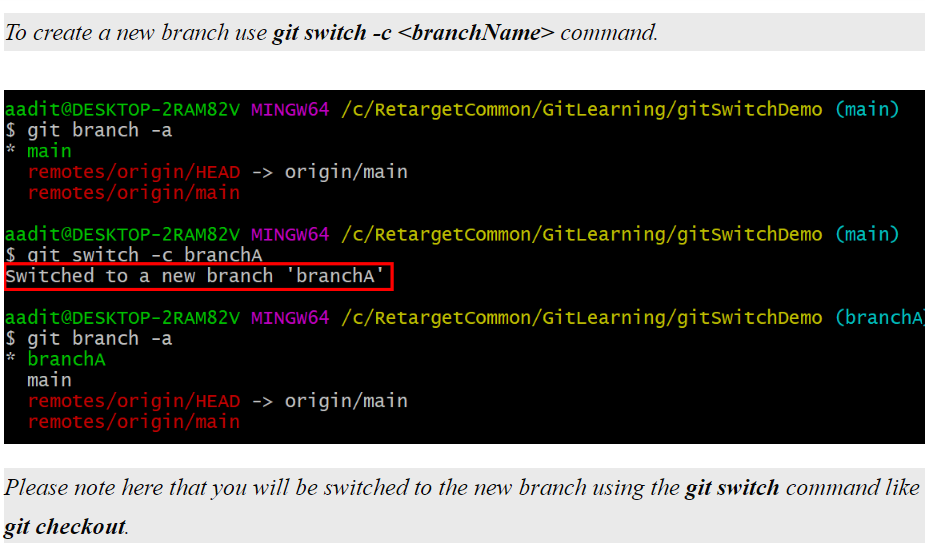 To create a new branch use git switch -c <branchName> command.
aadit@DESKTOP-2RAM82V MINGW64 /c/RetargetCommon/GitLearning/gitSwitchDemo (main)
$ git branch -a
* main
  remotes/origin/HEAD -> origin/main
  remotes/origin/main
aadit@DESKTOP-2RAM82V MINGW64 /c/RetargetCommon/GitLearning/gitSwitchDemo (main)
$ git switch -c branchA
Switched to a new branch 'branchA'
aadit@DESKTOP-2RAM82V MINGW64 /c/RetargetCommon/GitLearning/gitSwitchDemo (branchA)
$ git branch -a
* branchA
  main
  remotes/origin/HEAD -> origin/main
  remotes/origin/main
Please note here that you will be switched to the new branch using the git switch command like
git checkout.